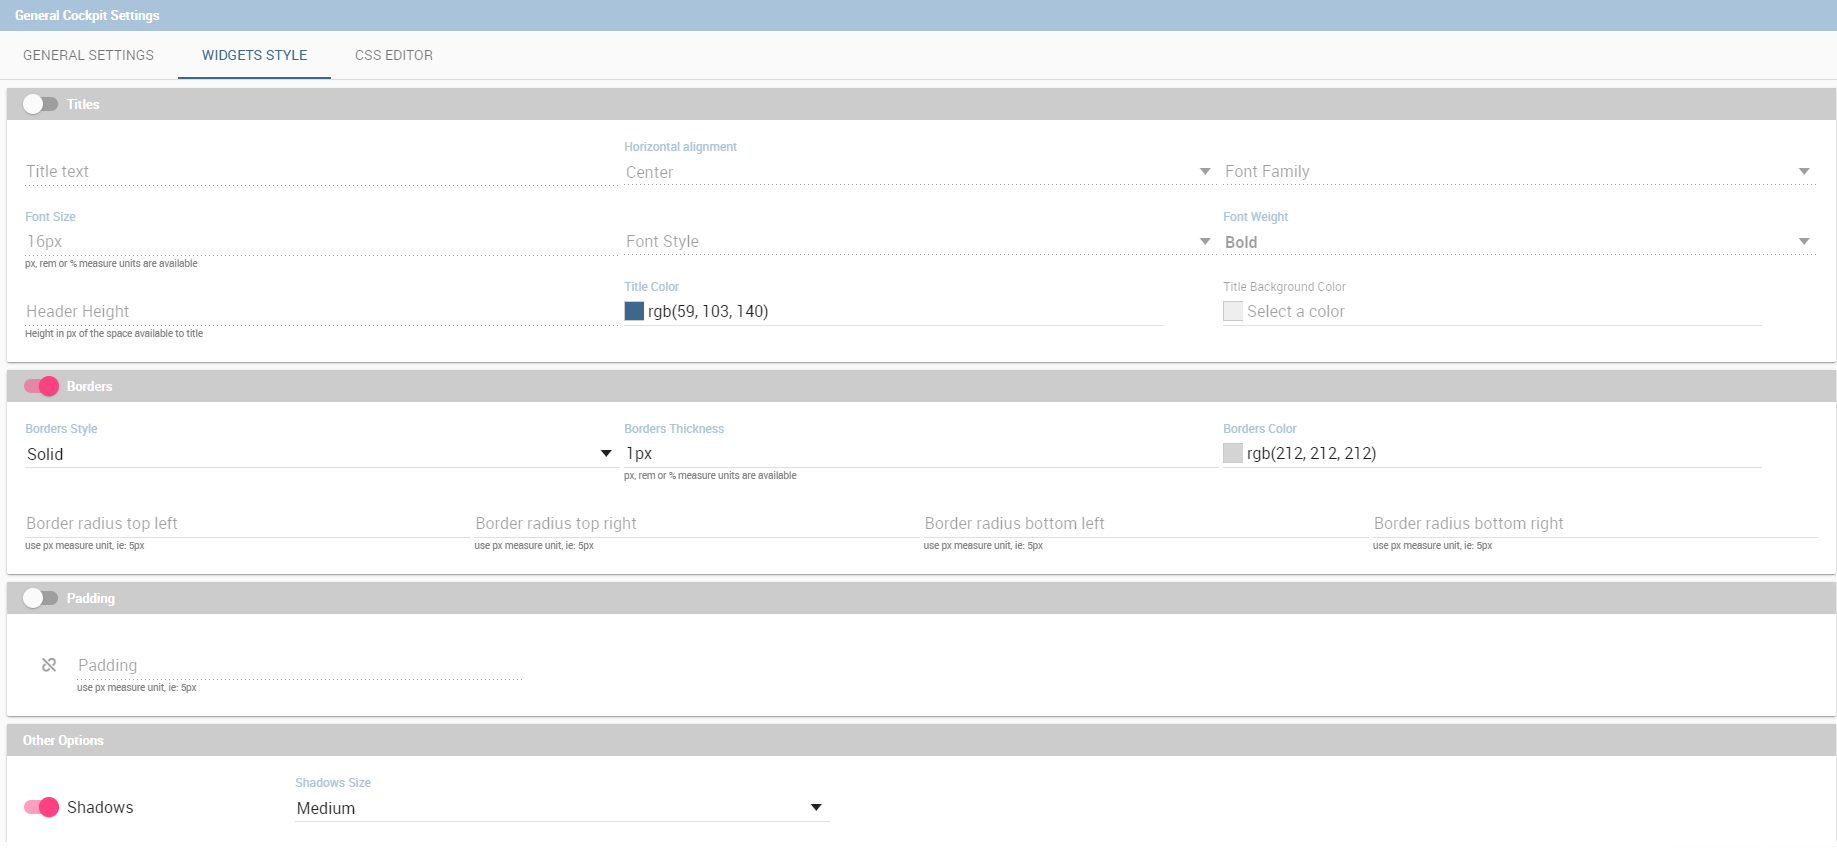 General Cockpit Settings
GENERAL SETTINGS WIDGETS STYLE CSS EDITOR
Titles
Horizontal alignment
Title text Center Font Family
Font Size Font Weight
16px Font Style Bold
px, rem or % measure units are available
Title Color Title Background Color
Header Height rgb(59, 103, 140) Select a color
Height in px of the space available to title
Borders
Borders Style Borders Thickness Borders Color
Solid 1px rgb(212, 212, 212)
px, rem or % measure units are available
Border radius top left Border radius top right Border radius bottom left Border radius bottom right
use px measure unit, ie: 5px use px measure unit, ie: 5px use px measure unit, ie: 5px use px measure unit, ie: 5px
Padding
Padding
use px measure unit, ie: 5px
Other Options
Shadows Size
Shadows Medium